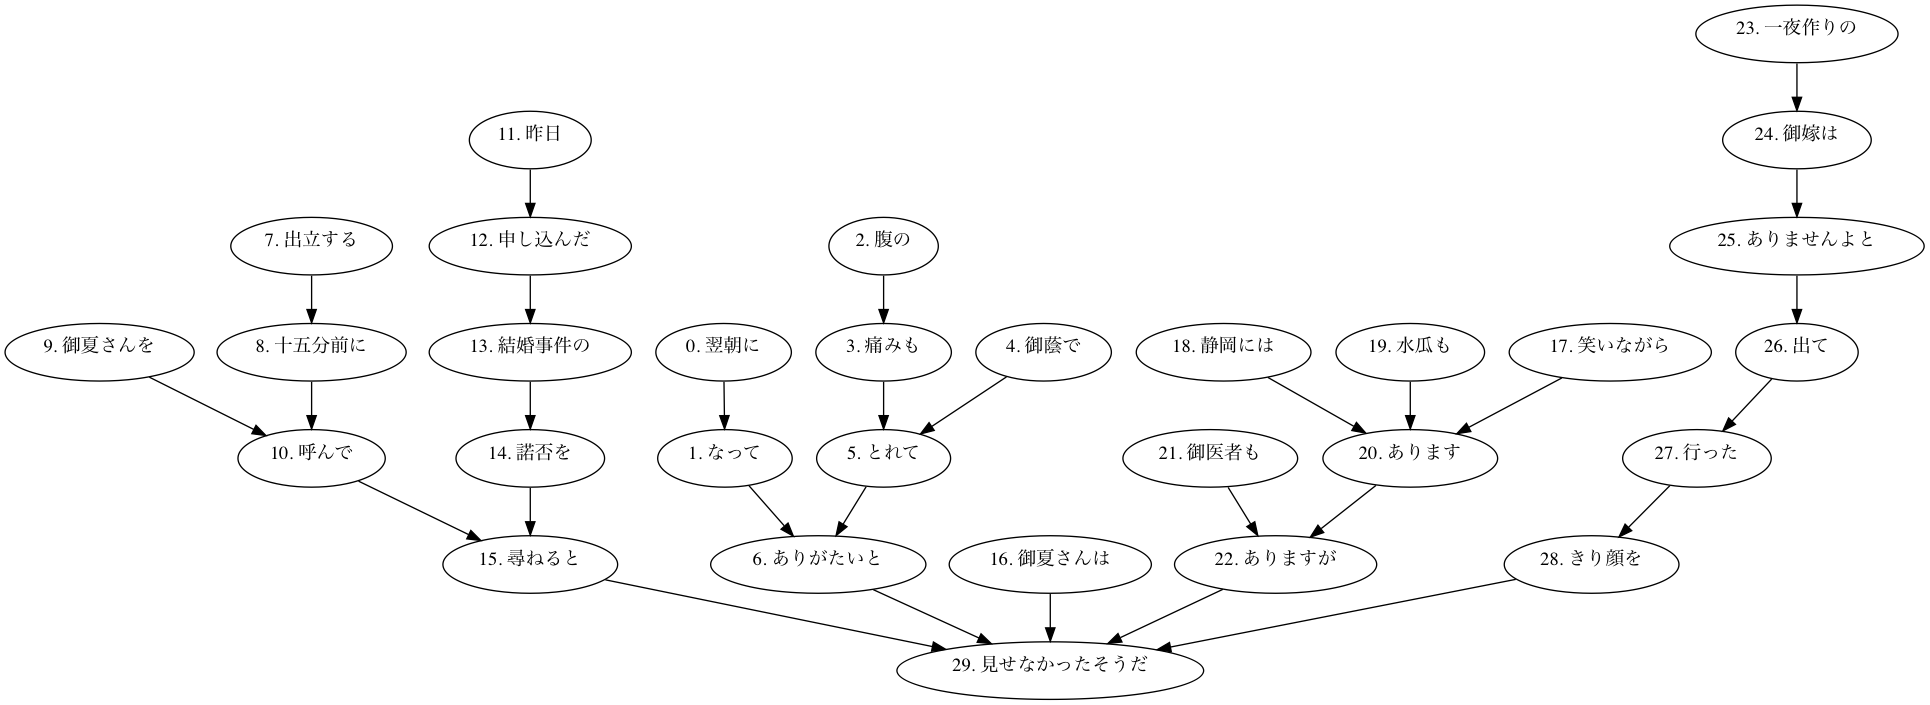 23. 一夜作りの
11. 昨日
24. 御嫁は
7. 出立する
12. 申し込んだ
2. 腹の
25. ありませんよと
9. 御夏さんを
8. 十五分前に
13. 結婚事件の
0. 翌朝に
3. 痛みも
4. 御蔭で
18. 静岡には
19. 水瓜も
17. 笑いながら
26. 出て
10. 呼んで
14. 諾否を
1. なって
5. とれて
21. 御医者も
20. あります
27. 行った
15. 尋ねると
6. ありがたいと
16. 御夏さんは
22. ありますが
28. きり顔を
29. 見せなかったそうだ